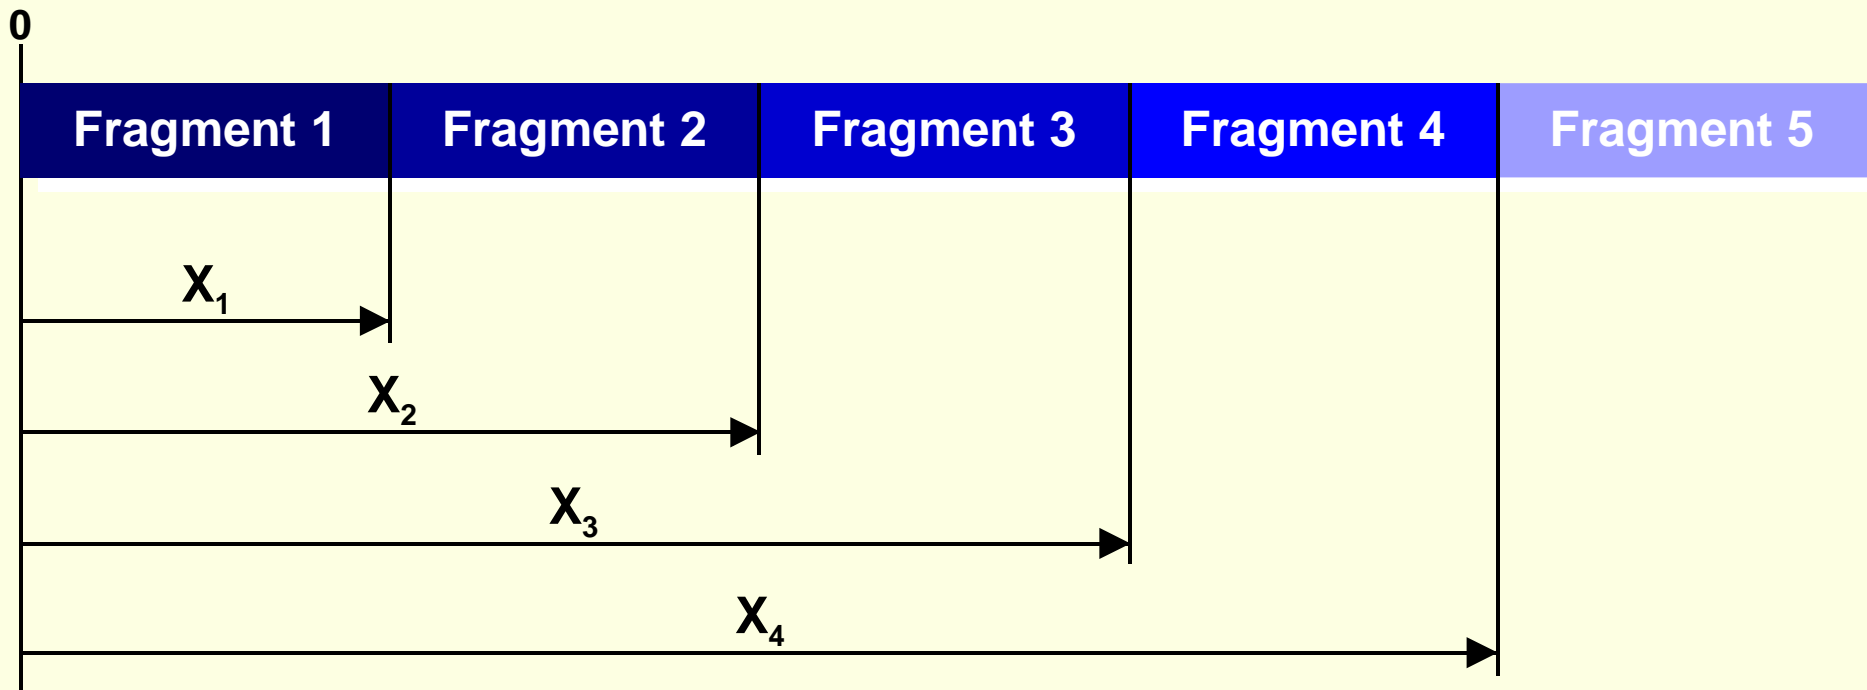 0
Fragment 1 Fragment 2 Fragment 3 Fragment 4 Fragment 5
X₁
X₂
X₃
X₄